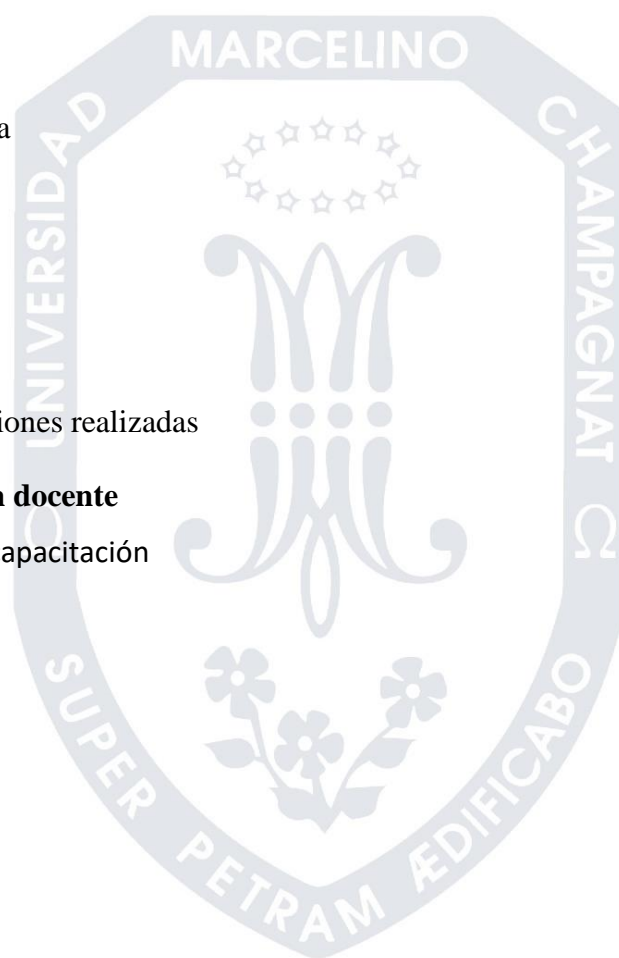 MARCELINO
CHAMPAGNAT
UNIVERSIDAD
a
iones realizadas
n docente
apacitación
SUPER PETRAM ÆDIFICABO
Ω